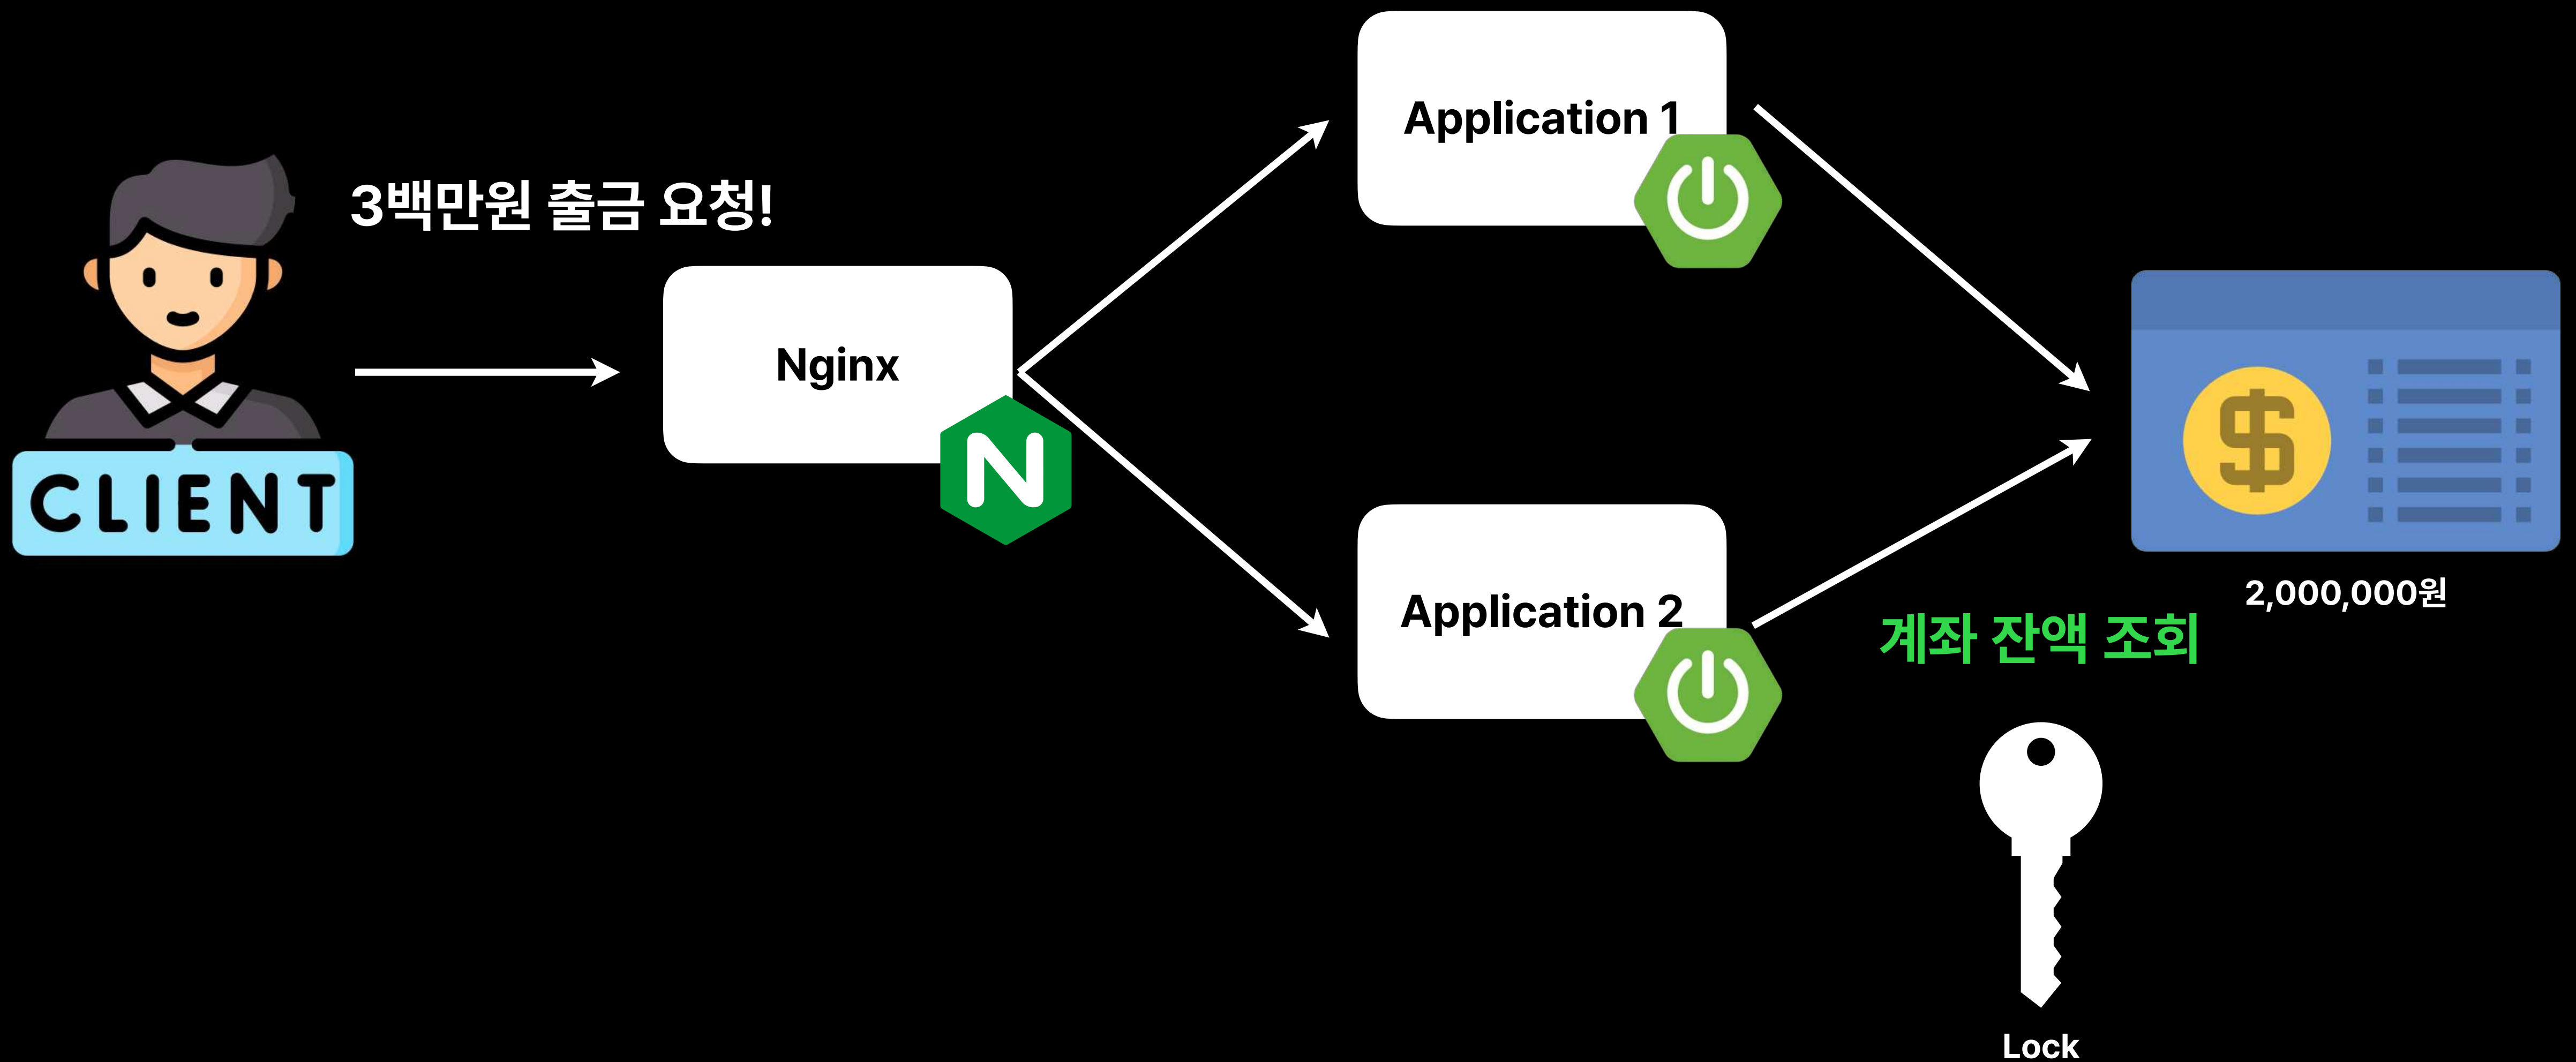 3백만원 출금 요청!
CLIENT
Nginx
N
Application 1
Application 2
2,000,000원
계좌 잔액 조회
Lock